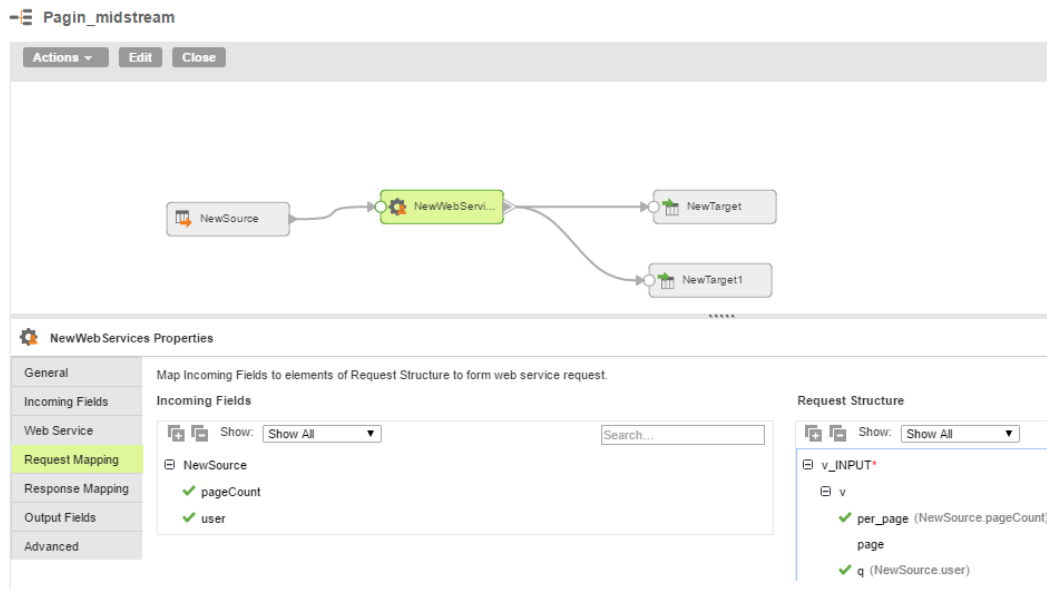 Pagin_midstream
Actions Edit Close
NewSource
NewWebServi...
NewTarget
NewTarget1
NewWebServices Properties
General
Incoming Fields
Web Service
Request Mapping
Response Mapping
Output Fields
Advanced
Map Incoming Fields to elements of Request Structure to form web service request.
Incoming Fields
Show: Show All
Search...
NewSource
pageCount
user
Request Structure
Show: Show All
v_INPUT*
v
per_page (NewSource.pageCount)
page
q (NewSource.user)